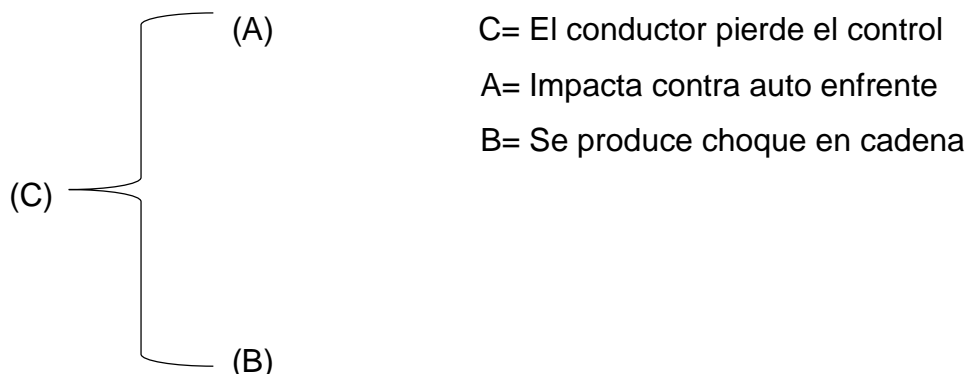 (A)
C= El conductor pierde el control
A= Impacta contra auto enfrente
B= Se produce choque en cadena
(C)
(B)